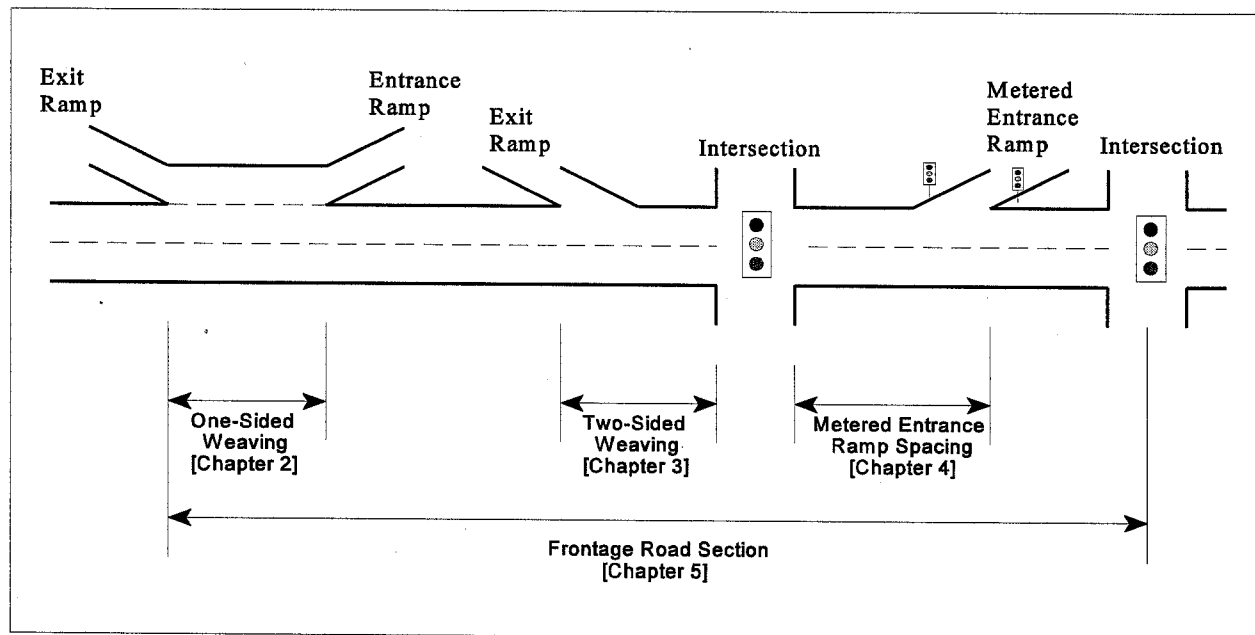 Exit
Ramp
Entrance
Ramp
Exit
Ramp
Intersection
Metered
Entrance
Ramp
Intersection
One-Sided
Weaving
[Chapter 2]
Two-Sided
Weaving
[Chapter 3]
Metered Entrance
Ramp Spacing
[Chapter 4]
Frontage Road Section
[Chapter 5]